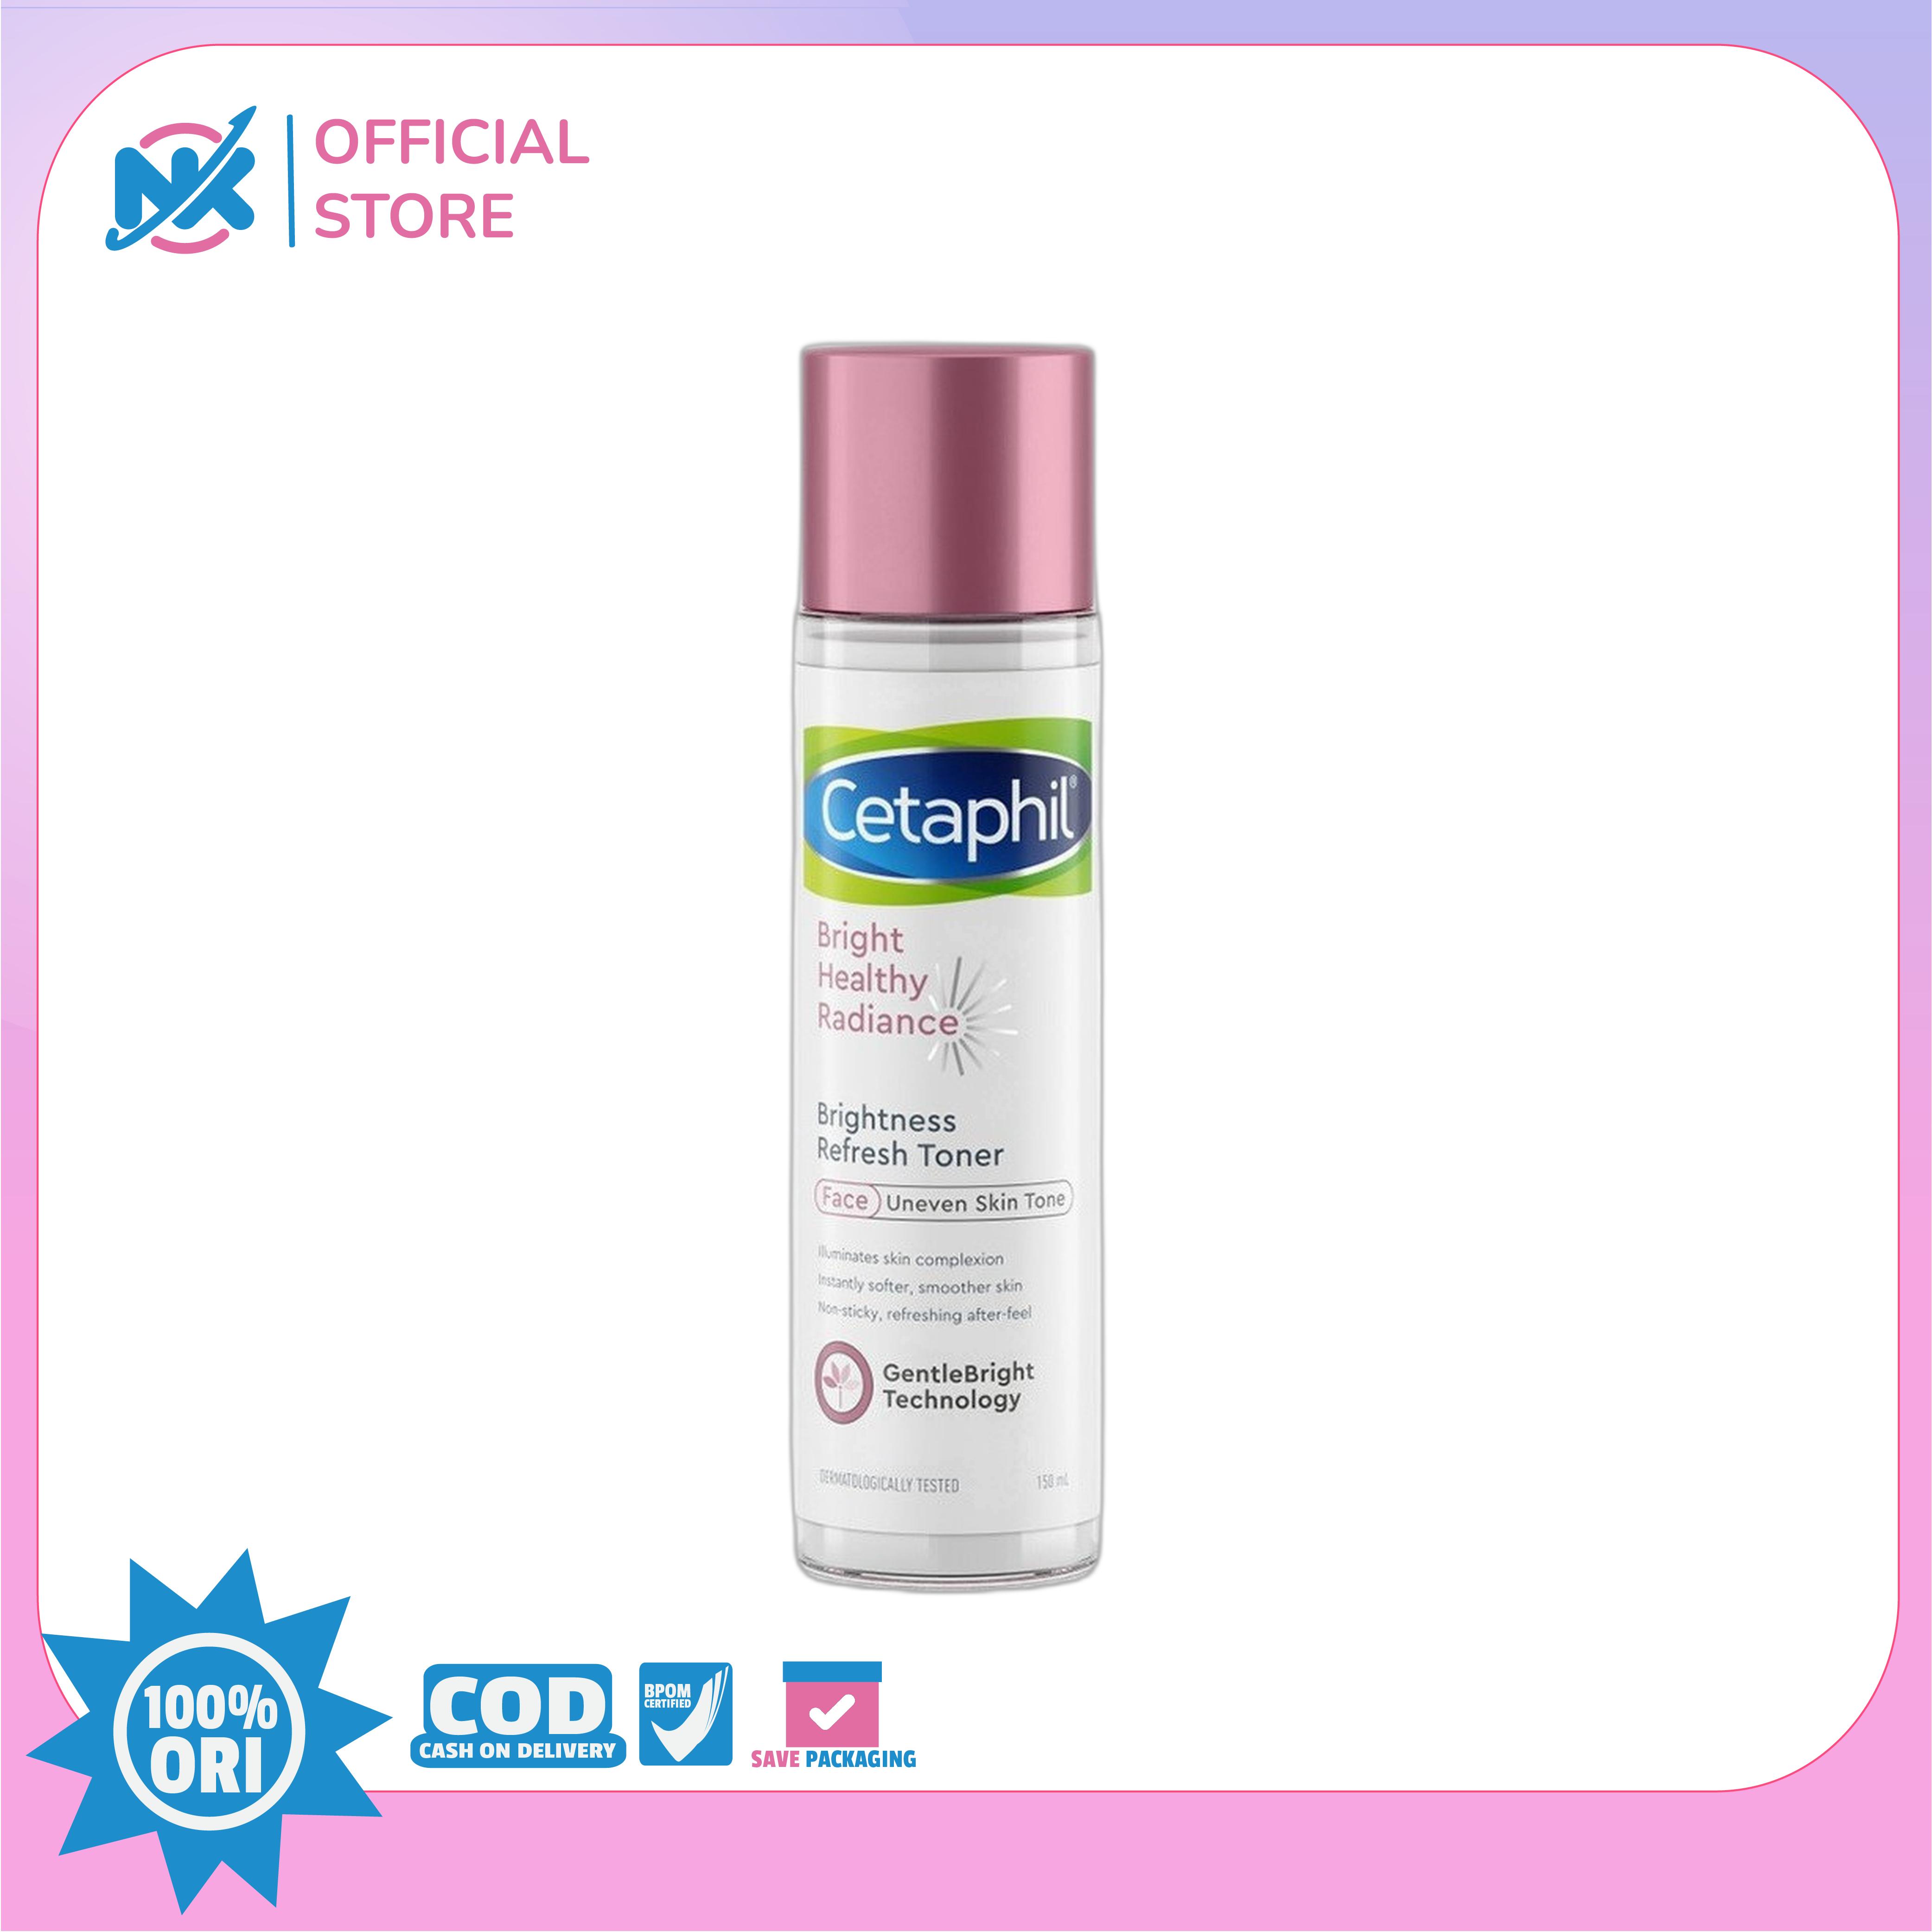 NK
OFFICIAL
STORE
Cetaphil®
Bright
Healthy
Radiance
Brightness
Refresh Toner
Face Uneven Skin Tone
Illuminates skin complexion
Instantly softer, smoother skin
Non-sticky, refreshing after-feel
GentleBright
Technology
DERMATOLOGICALLY TESTED 150 mL
100%
ORI
COD
CASH ON DELIVERY
BPOM
CERTIFIED
SAVE PACKAGING